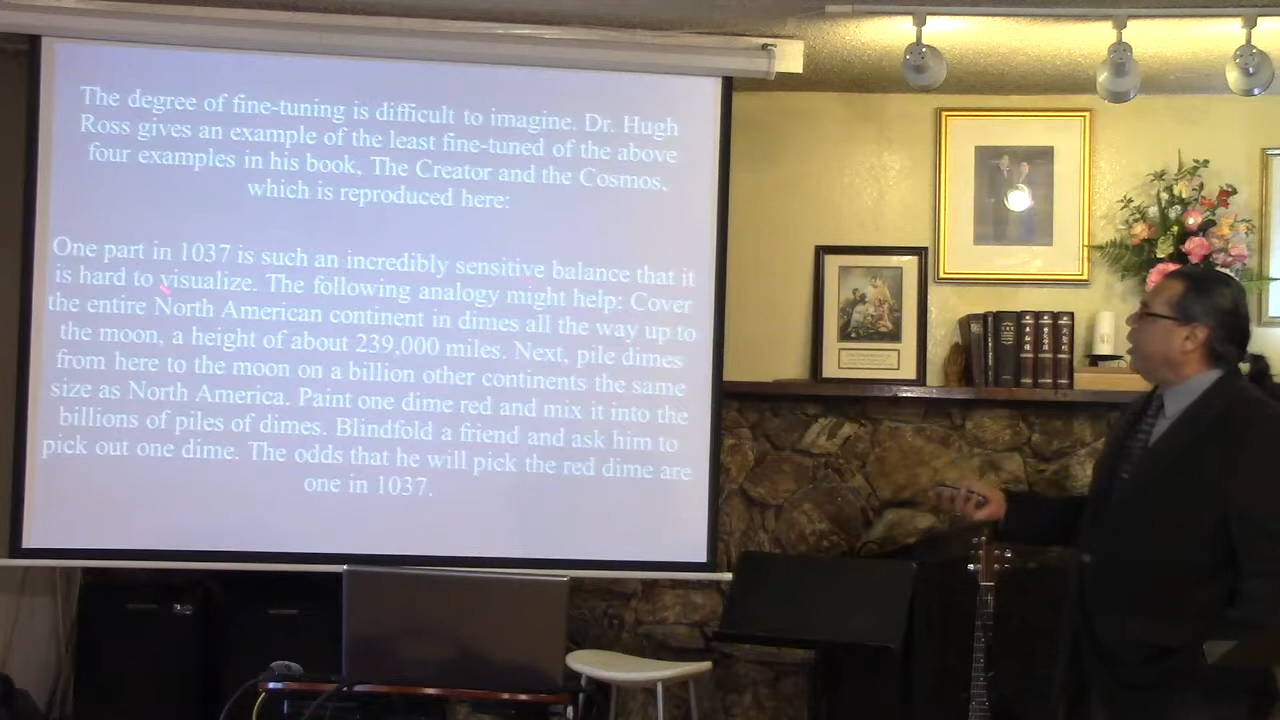 The degree of fine-tuning is difficult to imagine. Dr. Hugh
Ross gives an example of the least fine-tuned of the above
four examples in his book, The Creator and the Cosmos,
which is reproduced here:
One part in 1037 is such an incredibly sensitive balance that it
is hard to visualize. The following analogy might help: Cover
the entire North American continent in dimes all the way up to
the moon, a height of about 239,000 miles. Next, pile dimes
from here to the moon on a billion other continents the same
size as North America. Paint one dime red and mix it into the
billions of piles of dimes. Blindfold a friend and ask him to
pick out one dime. The odds that he will pick the red dime are
one in 1037.